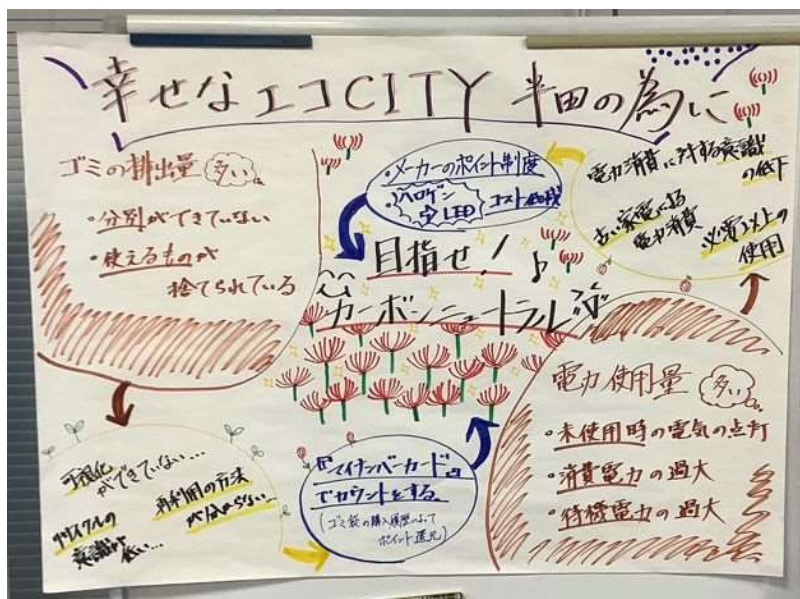 幸せなエコCITY 半田の為に
ゴミの排出量 多い
・分別ができていない
・使えるものが
捨てられている
可視化
ができていない…
リサイクルの
意識が
低い…
再利用の方法
が分からない…
マイナンバーカード
でカウントをする。
(ゴミ袋の購入履歴によって
ポイント還元)
目指せ!♪
カーボンニュートラル
・メーカーのポイント制度
・ハロゲン
LED
コスト削減
電力消費に対する意識
の低下
古い家電による
電力消費
必要以上の
使用
電力使用量 多い
・未使用時の電気の点灯
・消費電力の過大
・待機電力の過大